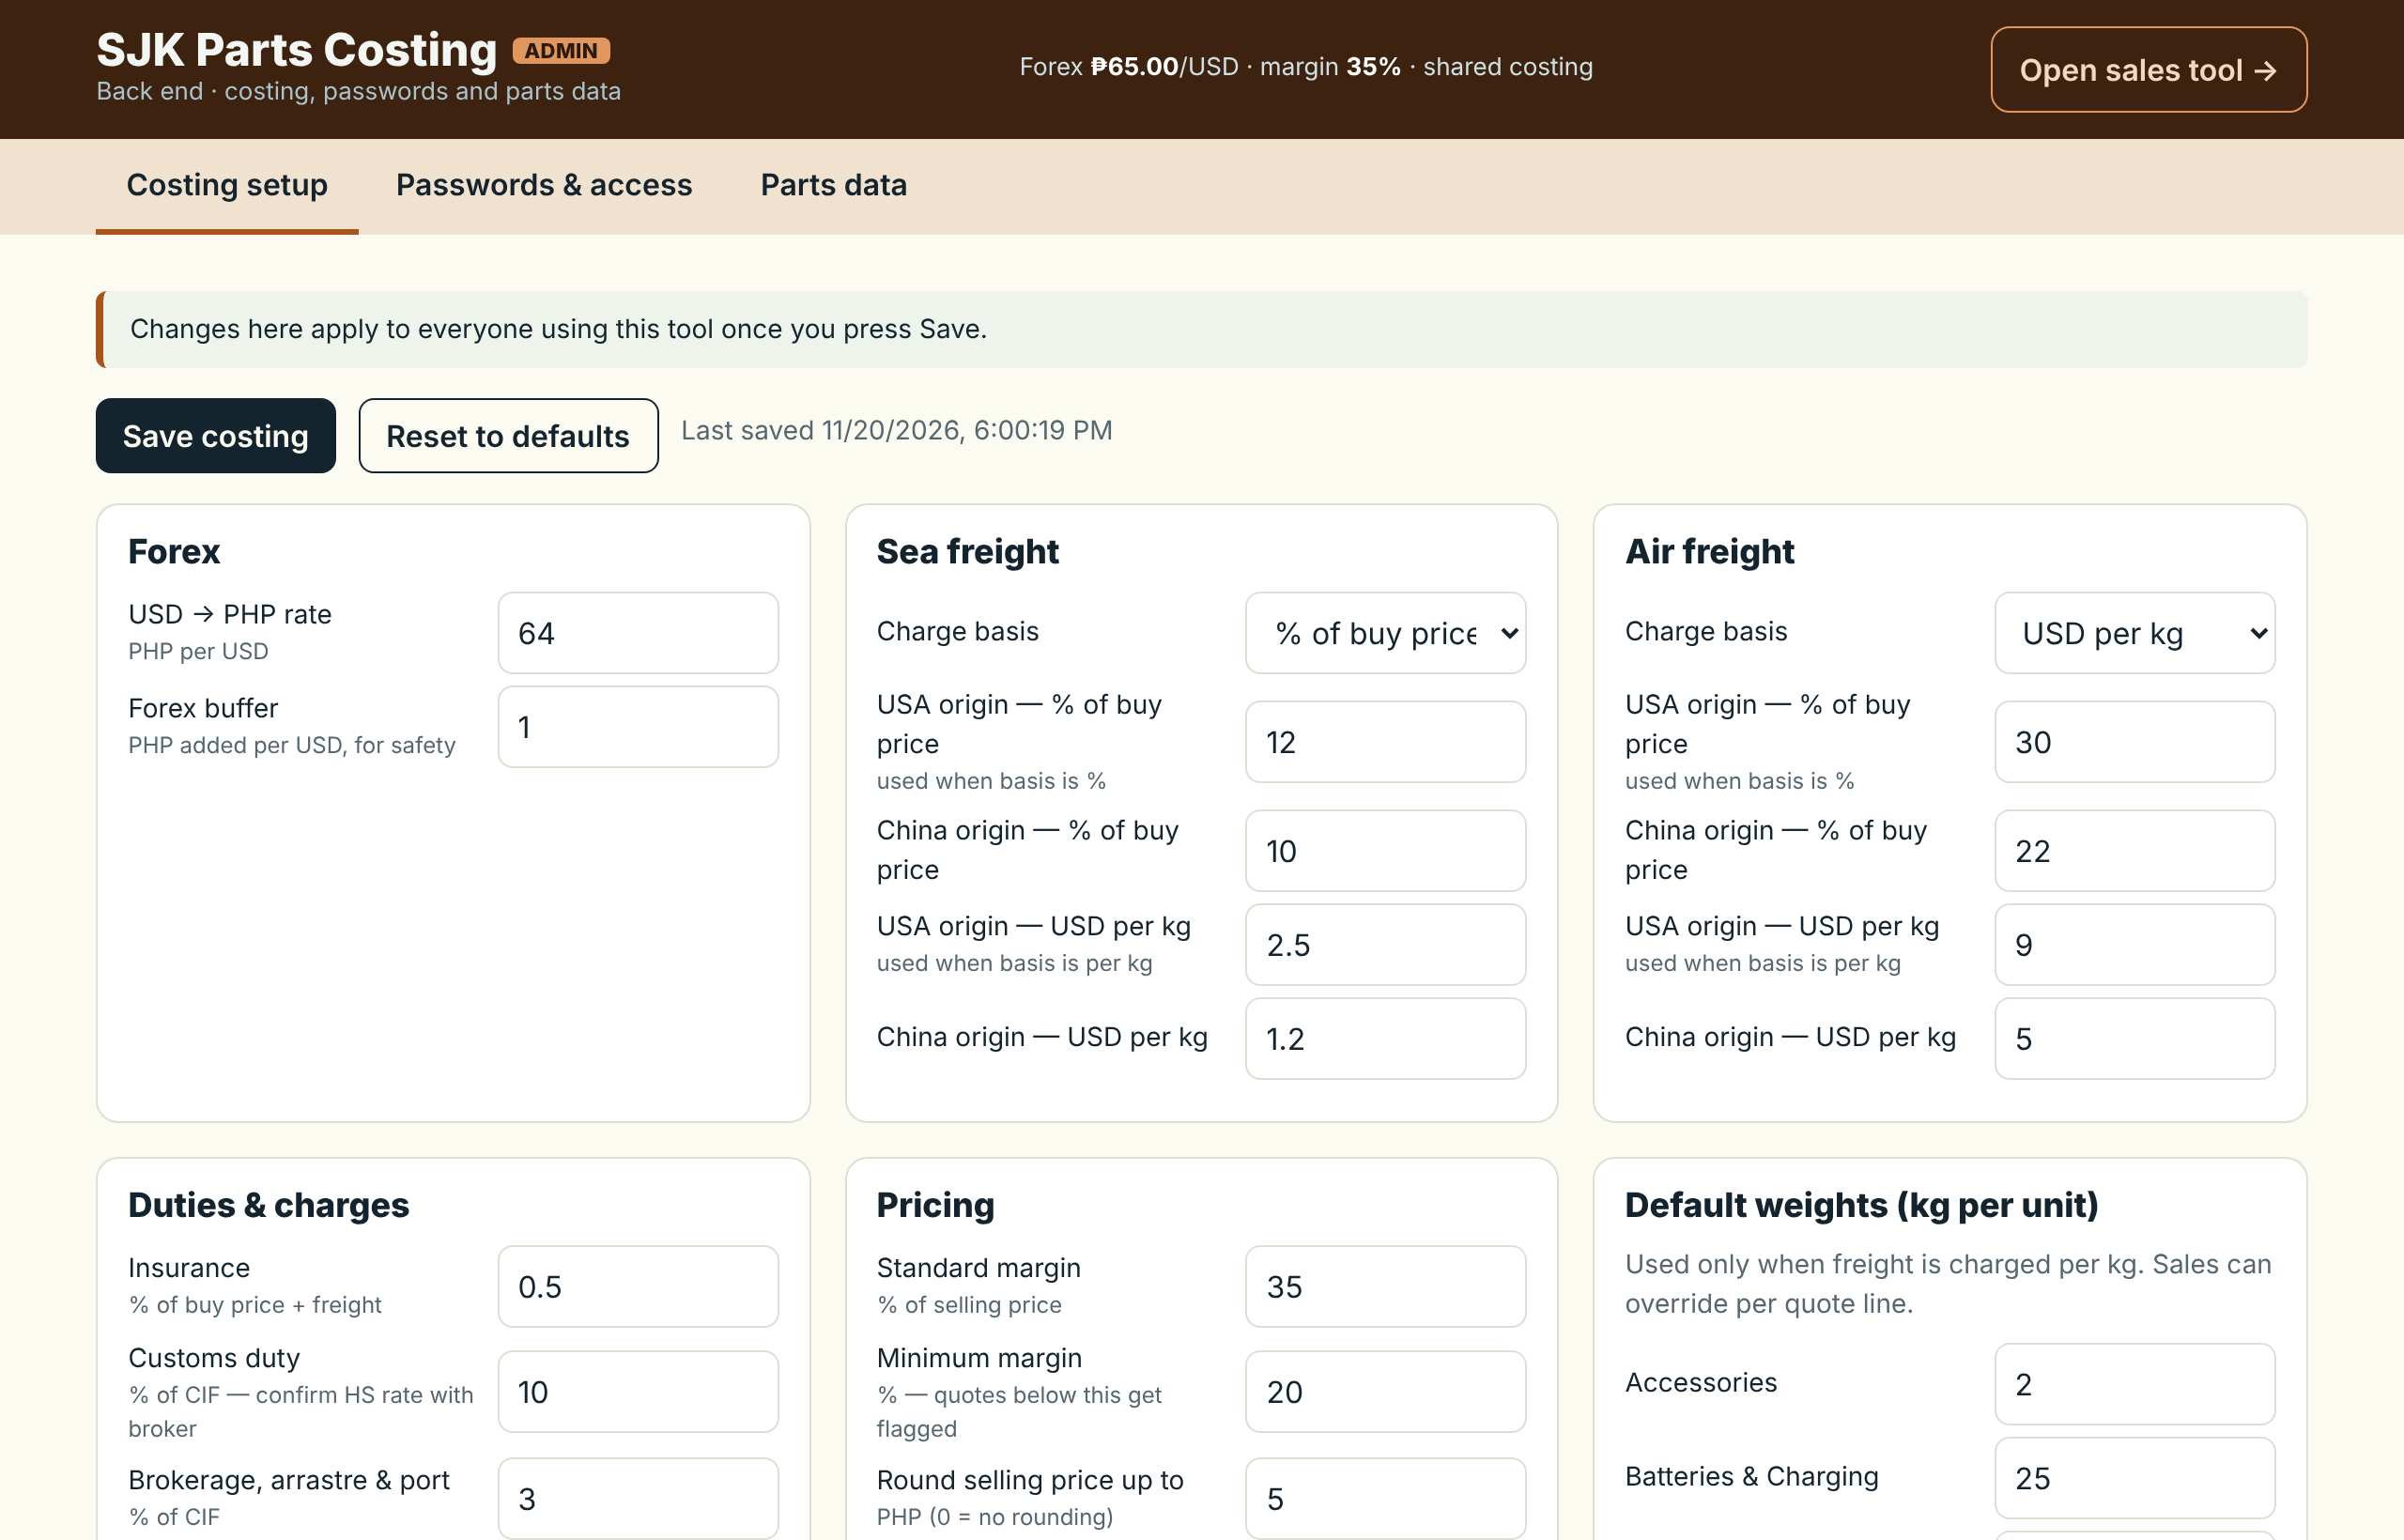 SJK Parts Costing ADMIN
Back end · costing, passwords and parts data
Forex ₱65.00/USD · margin 35% · shared costing
Open sales tool →
Costing setup
Passwords & access
Parts data
Changes here apply to everyone using this tool once you press Save.
Save costing
Reset to defaults
Last saved 11/20/2026, 6:00:19 PM
Forex
USD → PHP rate
PHP per USD
64
Forex buffer
PHP added per USD, for safety
1
Sea freight
Charge basis
% of buy price
USA origin — % of buy
price
used when basis is %
12
China origin — % of buy
price
10
USA origin — USD per kg
used when basis is per kg
2.5
China origin — USD per kg
1.2
Air freight
Charge basis
USD per kg
USA origin — % of buy
price
used when basis is %
30
China origin — % of buy
price
22
USA origin — USD per kg
used when basis is per kg
9
China origin — USD per kg
5
Duties & charges
Insurance
% of buy price + freight
0.5
Customs duty
% of CIF — confirm HS rate with
broker
10
Brokerage, arrastre & port
% of CIF
3
Pricing
Standard margin
% of selling price
35
Minimum margin
% — quotes below this get
flagged
20
Round selling price up to
PHP (0 = no rounding)
5
Default weights (kg per unit)
Used only when freight is charged per kg. Sales can
override per quote line.
Accessories
2
Batteries & Charging
25